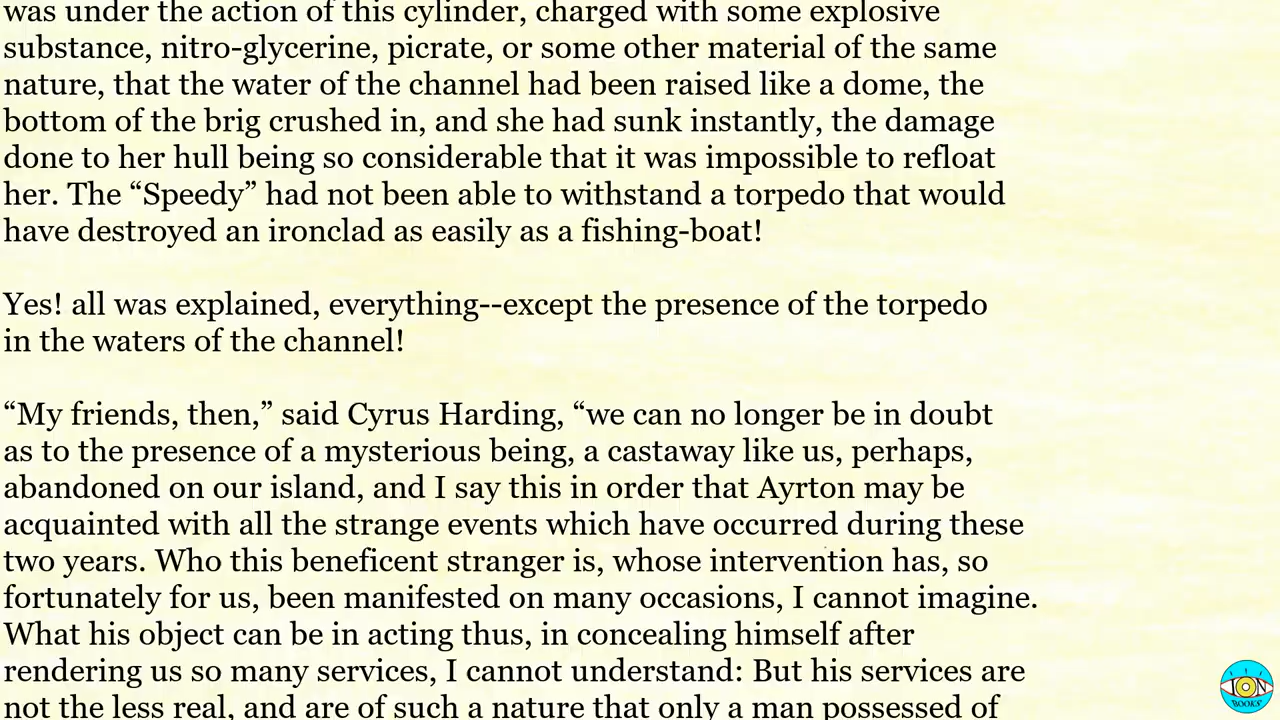 was under the action of this cylinder, charged with some explosive
substance, nitro-glycerine, picrate, or some other material of the same
nature, that the water of the channel had been raised like a dome, the
bottom of the brig crushed in, and she had sunk instantly, the damage
done to her hull being so considerable that it was impossible to refloat
her. The “Speedy” had not been able to withstand a torpedo that would
have destroyed an ironclad as easily as a fishing-boat!
Yes! all was explained, everything--except the presence of the torpedo
in the waters of the channel!
“My friends, then,” said Cyrus Harding, “we can no longer be in doubt
as to the presence of a mysterious being, a castaway like us, perhaps,
abandoned on our island, and I say this in order that Ayrton may be
acquainted with all the strange events which have occurred during these
two years. Who this beneficent stranger is, whose intervention has, so
fortunately for us, been manifested on many occasions, I cannot imagine.
What his object can be in acting thus, in concealing himself after
rendering us so many services, I cannot understand: But his services are
not the less real, and are of such a nature that only a man possessed of
ION
BOOKS